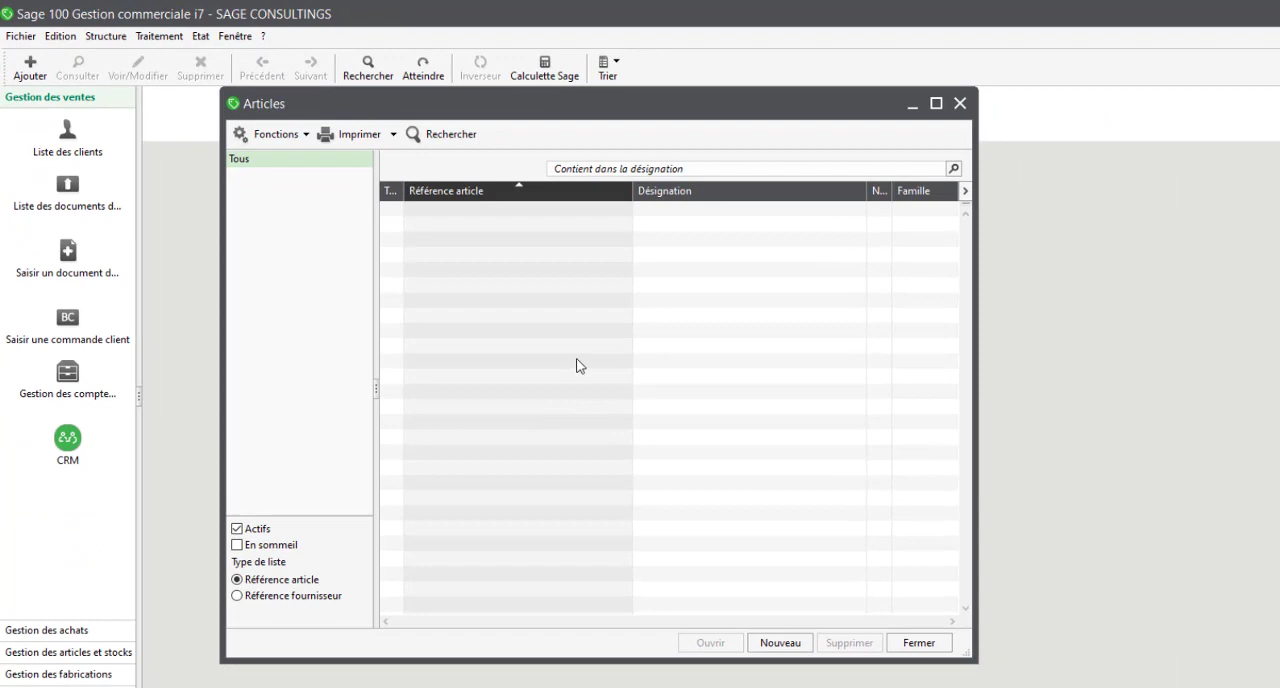 Sage 100 Gestion commerciale i7 - SAGE CONSULTINGS
Fichier Edition Structure Traitement Etat Fenêtre ?
Ajouter Consulter Voir/Modifier Supprimer Précédent Suivant Rechercher Atteindre Inverseur Calculette Sage Trier
Gestion des ventes
Liste des clients
Liste des documents d...
Saisir un document d...
BC
Saisir une commande client
Gestion des compte...
CRM
Gestion des achats
Gestion des articles et stocks
Gestion des fabrications
Articles
Fonctions Imprimer Rechercher
Tous
Contient dans la désignation
T... Référence article Désignation N... Famille
Actifs
En sommeil
Type de liste
Référence article
Référence fournisseur
Ouvrir Nouveau Supprimer Fermer